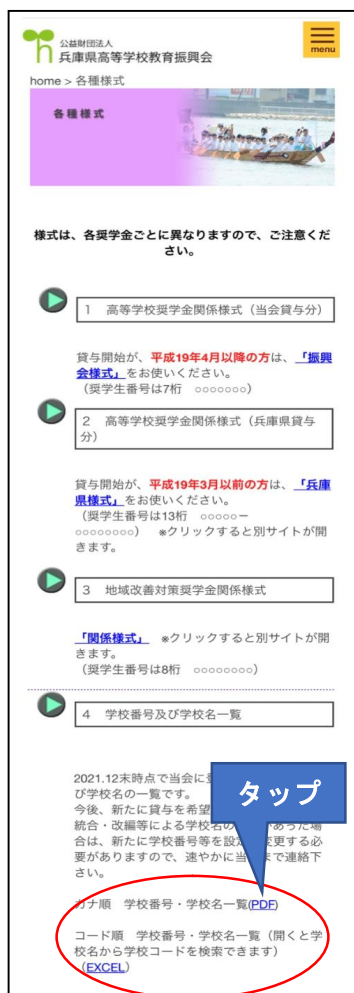 公益財団法人
兵庫県高等学校教育振興会
menu
home > 各種様式
各種様式
様式は、各奨学金ごとに異なりますので、ご注意くだ
さい。
1 高等学校奨学金関係様式（当会貸与分）
貸与開始が、平成19年4月以降の方は、「振興
会様式」をお使いください。
（奨学生番号は7桁 ○○○○○○○）
2 高等学校奨学金関係様式（兵庫県貸与
分）
貸与開始が、平成19年3月以前の方は、「兵庫
県様式」をお使いください。
（奨学生番号は13桁 ○○○○○－
○○○○○○○○） ※クリックすると別サイトが開
きます。
3 地域改善対策奨学金関係様式
「関係様式」 ※クリックすると別サイトが開
きます。
（奨学生番号は8桁 ○○○○○○○○）
4 学校番号及び学校名一覧
2021.12末時点で当会に
び学校名の一覧です。
タップ
今後、新たに貸与を希望
統合・改編等による学校名の があった場
合は、新たに学校番号等を設定 変更する必
要がありますので、速やかに当 まで連絡下
さい。
カナ順 学校番号・学校名一覧(PDF)
コード順 学校番号・学校名一覧（開くと学
校名から学校コードを検索できます）
（EXCEL）